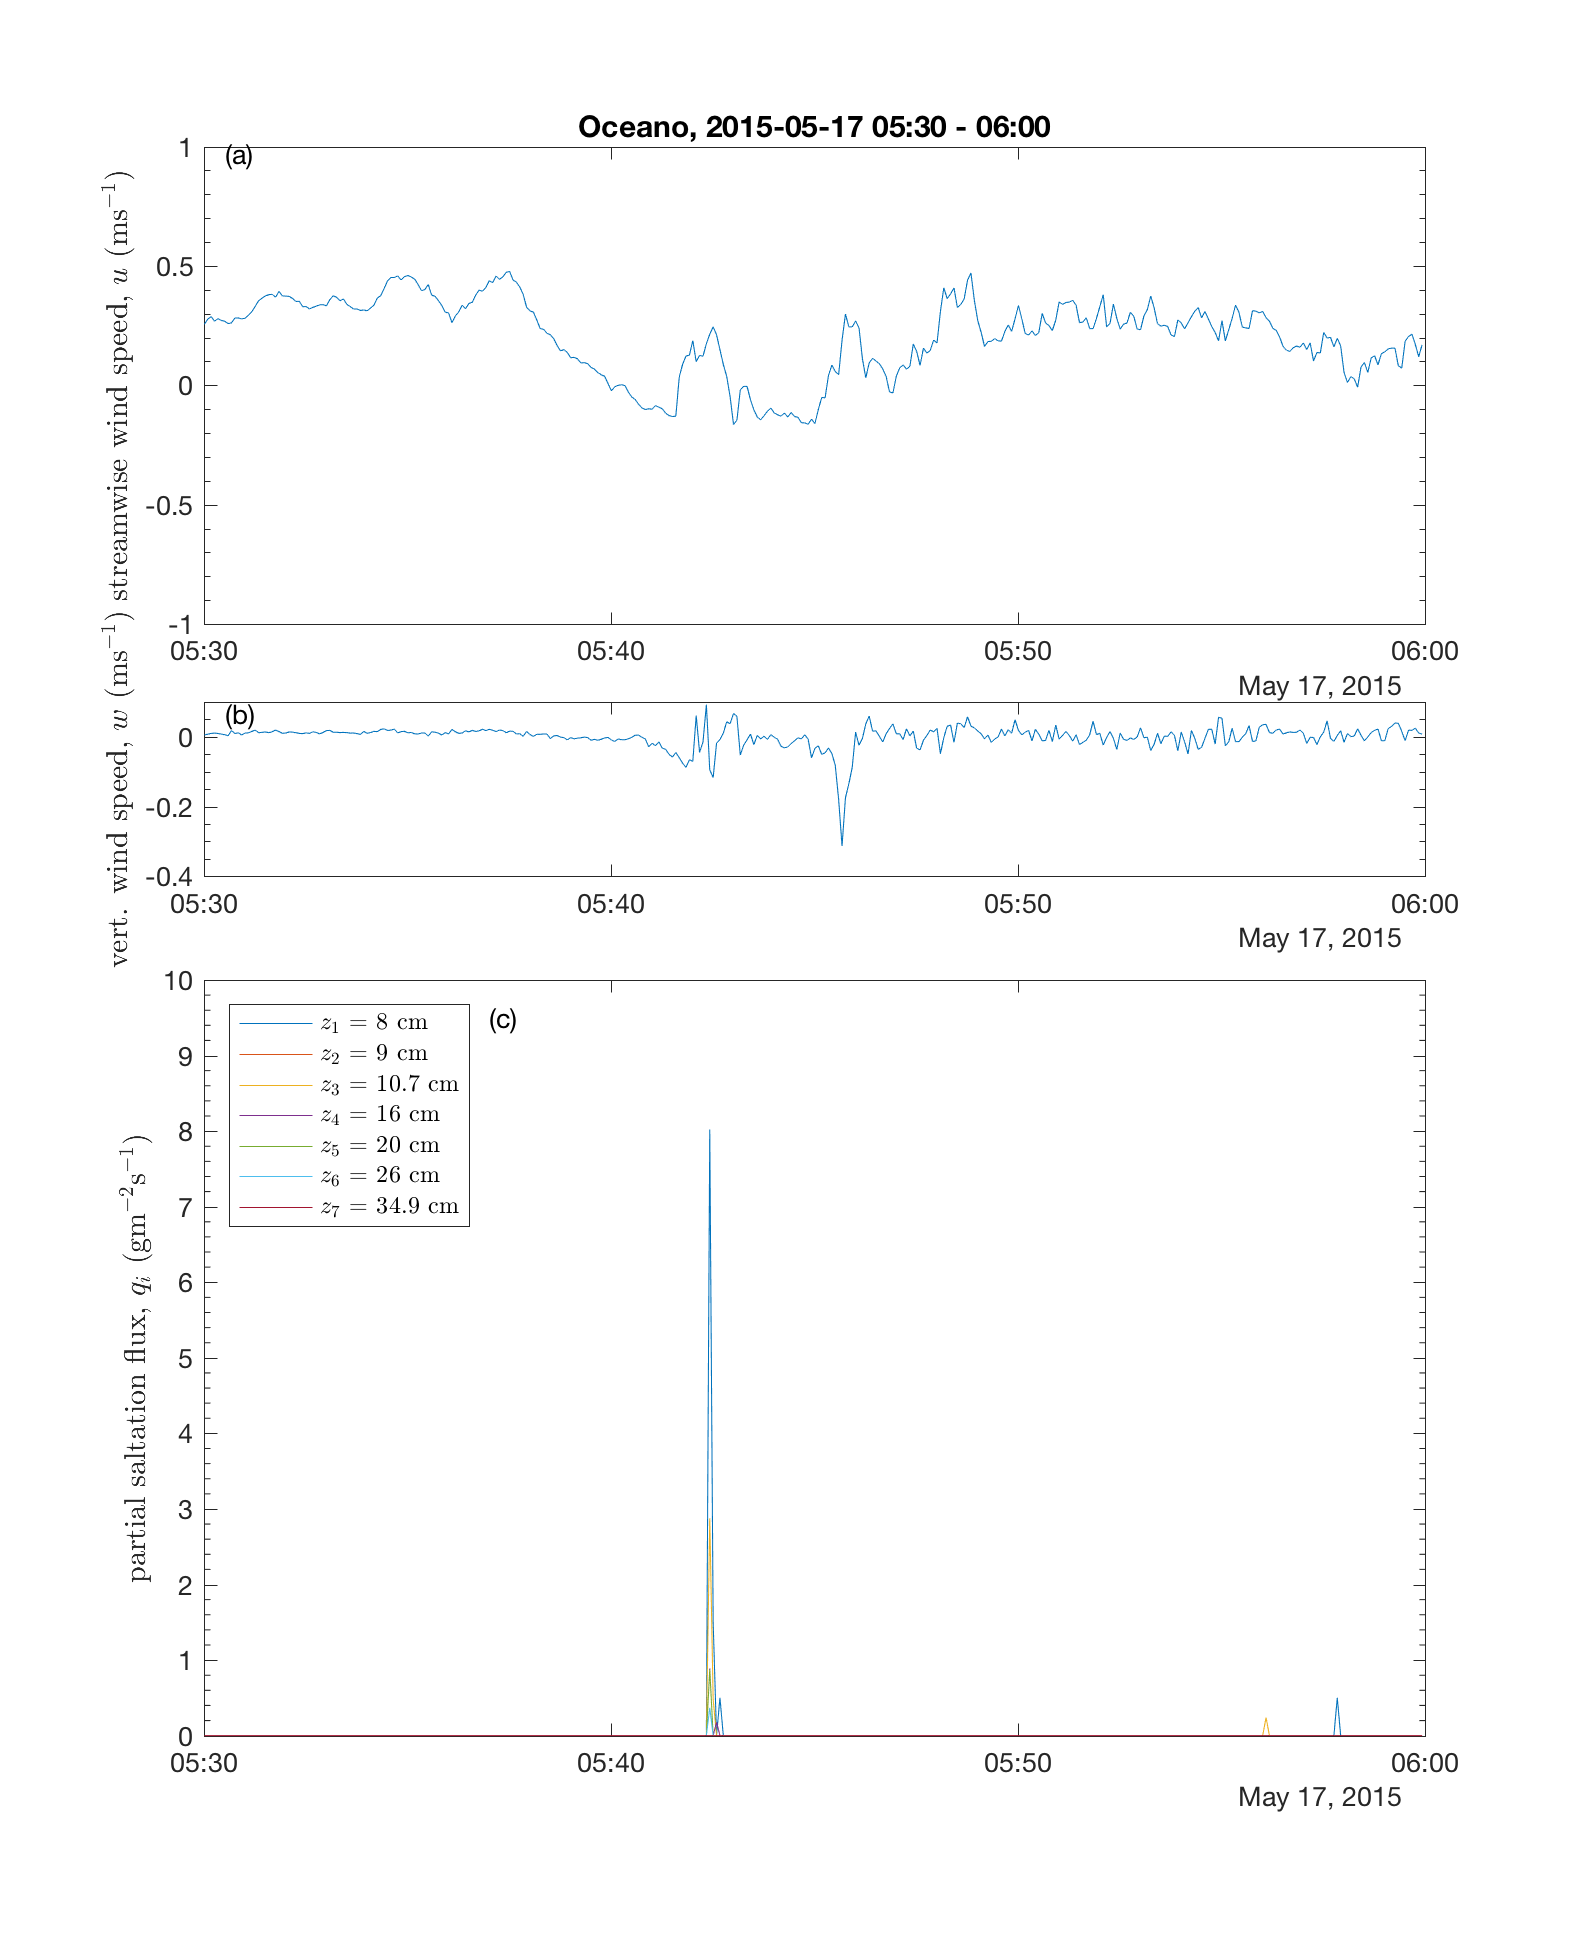 Oceano, 2015-05-17 05:30 - 06:00
(a)
streamwise wind speed, u (ms⁻¹)
1
0.5
0
-0.5
-1
05:30 05:40 05:50 06:00
May 17, 2015
(b)
vert. wind speed, w (ms⁻¹)
0
-0.2
-0.4
05:30 05:40 05:50 06:00
May 17, 2015
(c)
partial saltation flux, qᵢ (gm⁻²s⁻¹)
10
9
8
7
6
5
4
3
2
1
0
z₁ = 8 cm
z₂ = 9 cm
z₃ = 10.7 cm
z₄ = 16 cm
z₅ = 20 cm
z₆ = 26 cm
z₇ = 34.9 cm
05:30 05:40 05:50 06:00
May 17, 2015